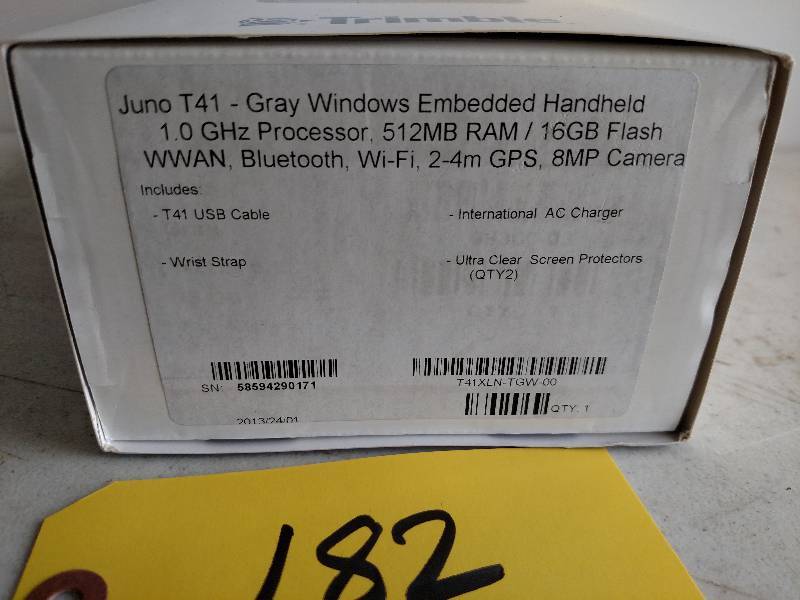 Trimble
Juno T41 - Gray Windows Embedded Handheld
1.0 GHz Processor, 512MB RAM / 16GB Flash
WWAN, Bluetooth, Wi-Fi, 2-4m GPS, 8MP Camera
Includes:
- T41 USB Cable
- International AC Charger
- Wrist Strap
- Ultra Clear Screen Protectors
(QTY2)
SN: 58594290171
T41XLN-TGW-00
QTY: 1
2013/24/01
182